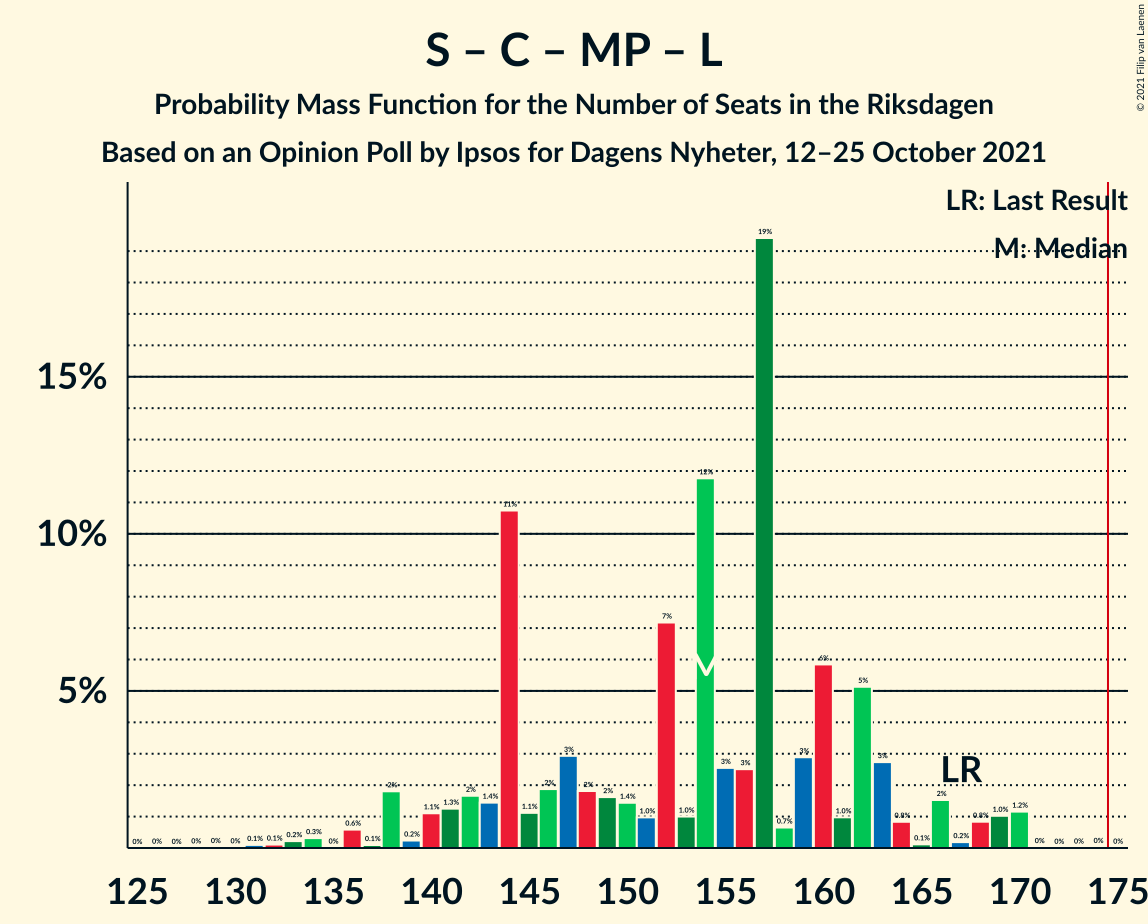 S – C – MP – L
Probability Mass Function for the Number of Seats in the Riksdagen
Based on an Opinion Poll by Ipsos for Dagens Nyheter, 12–25 October 2021
© 2021 Filip van Laenen
LR: Last Result
M: Median
15%
10%
5%
0% 0% 0% 0% 0% 0% 0.1% 0.1% 0.2% 0.3% 0% 0.6% 0.1% 2% 0.2% 1.1% 1.3% 2% 1.4% 11% 1.1% 2% 3% 2% 2% 1.4% 1.0% 7% 1.0% 12% 3% 3% 19% 0.7% 3% 6% 1.0% 5% 3% 0.8% 0.1% 2% 0.2% 0.8% 1.0% 1.2% 0% 0% 0% 0% 0%
M
LR
125 130 135 140 145 150 155 160 165 170 175